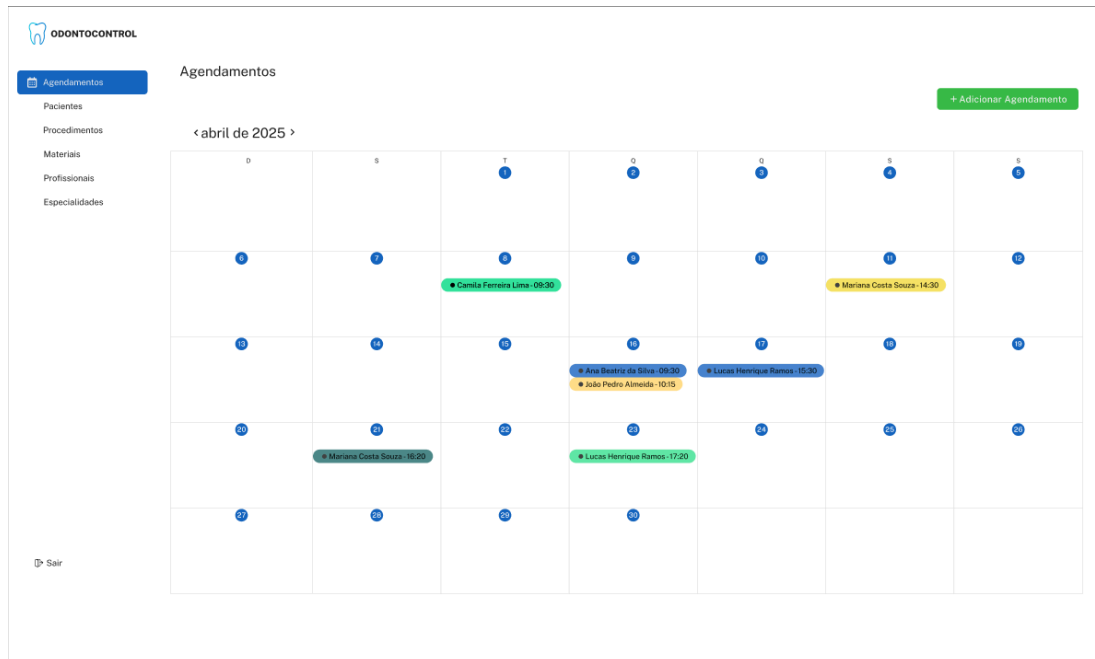 ODONTOCONTROL
Agendamentos
Pacientes
Procedimentos
Materiais
Profissionais
Especialidades
Sair
Agendamentos
+ Adicionar Agendamento
‹ abril de 2025 ›
D S T Q Q S S
1 2 3 4 5
6 7 8 9 10 11 12
Camila Ferreira Lima - 09:30
Mariana Costa Souza - 14:30
13 14 15 16 17 18 19
Ana Beatriz da Silva - 09:30
Lucas Henrique Ramos - 15:30
João Pedro Almeida - 10:15
20 21 22 23 24 25 26
Mariana Costa Souza - 16:20
Lucas Henrique Ramos - 17:20
27 28 29 30